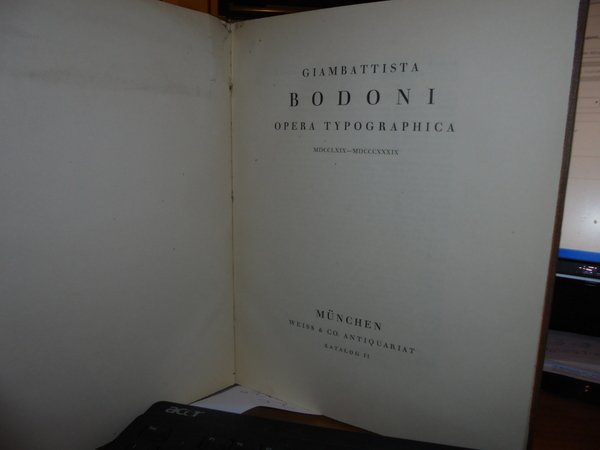 GIAMBATTISTA
BODONI
OPERA TYPOGRAPHICA
MDCCLXIX—MDCCCXXXIX
MÜNCHEN
WEISS & CO. ANTIQUARIAT
KATALOG II
acer